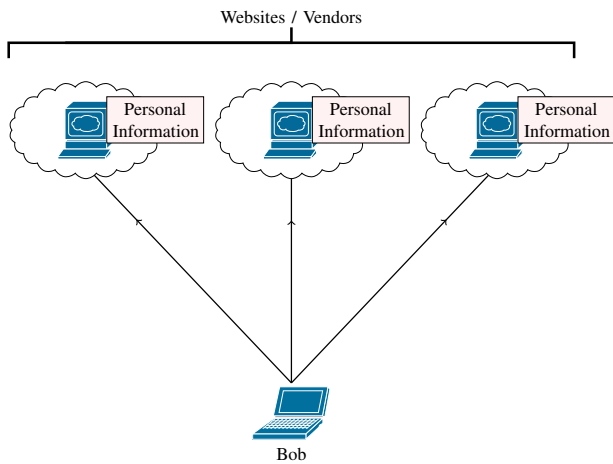 Websites / Vendors
Personal
Information
Personal
Information
Personal
Information
Bob